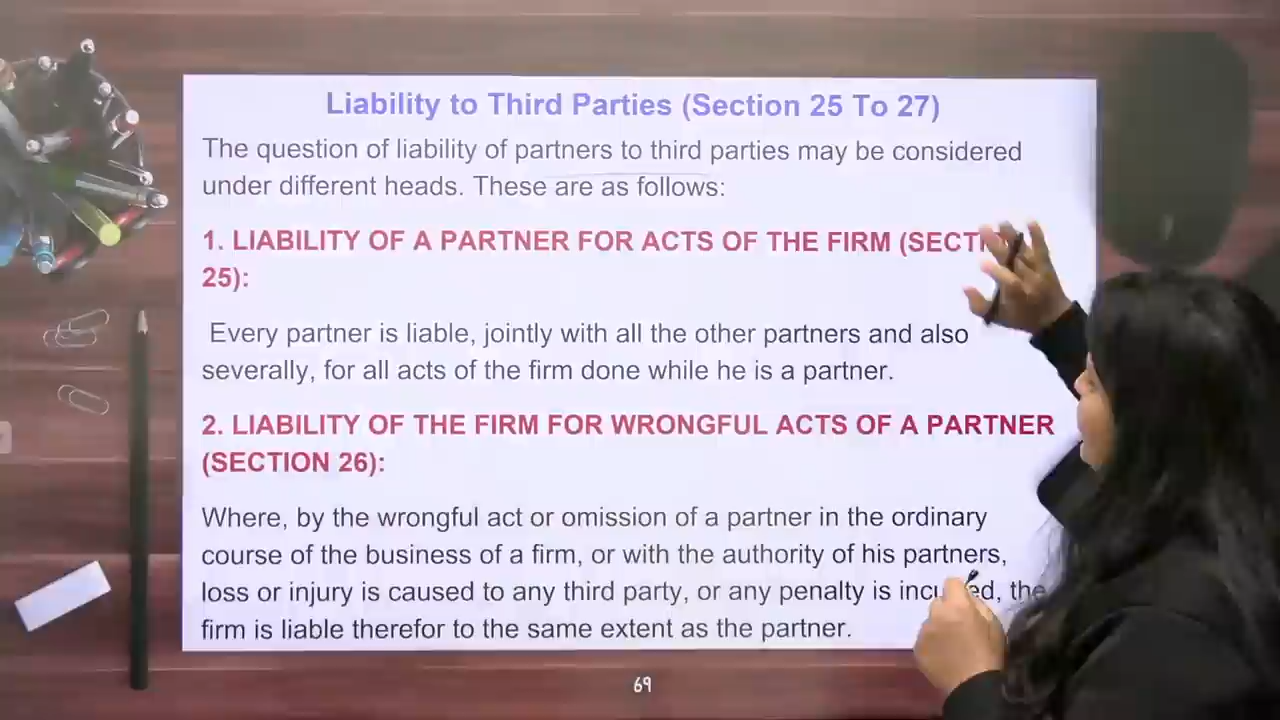 Liability to Third Parties (Section 25 To 27)
The question of liability of partners to third parties may be considered
under different heads. These are as follows:
1. LIABILITY OF A PARTNER FOR ACTS OF THE FIRM (SECTION
25):
Every partner is liable, jointly with all the other partners and also
severally, for all acts of the firm done while he is a partner.
2. LIABILITY OF THE FIRM FOR WRONGFUL ACTS OF A PARTNER
(SECTION 26):
Where, by the wrongful act or omission of a partner in the ordinary
course of the business of a firm, or with the authority of his partners,
loss or injury is caused to any third party, or any penalty is incurred, the
firm is liable therefor to the same extent as the partner.
69